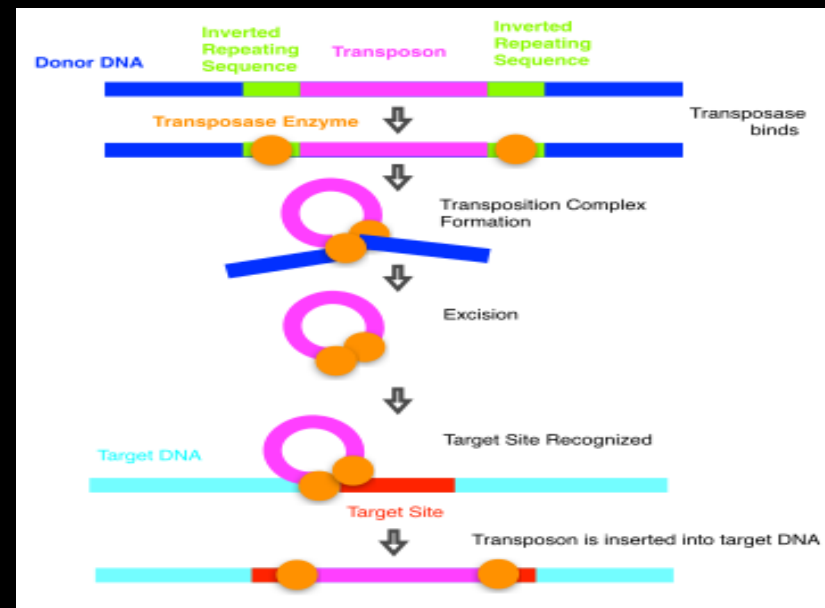 Donor DNA
Inverted
Repeating
Sequence
Transposon
Inverted
Repeating
Sequence
Transposase Enzyme
Transposase
binds
Transposition Complex
Formation
Excision
Target DNA
Target Site Recognized
Target Site
Transposon is inserted into target DNA